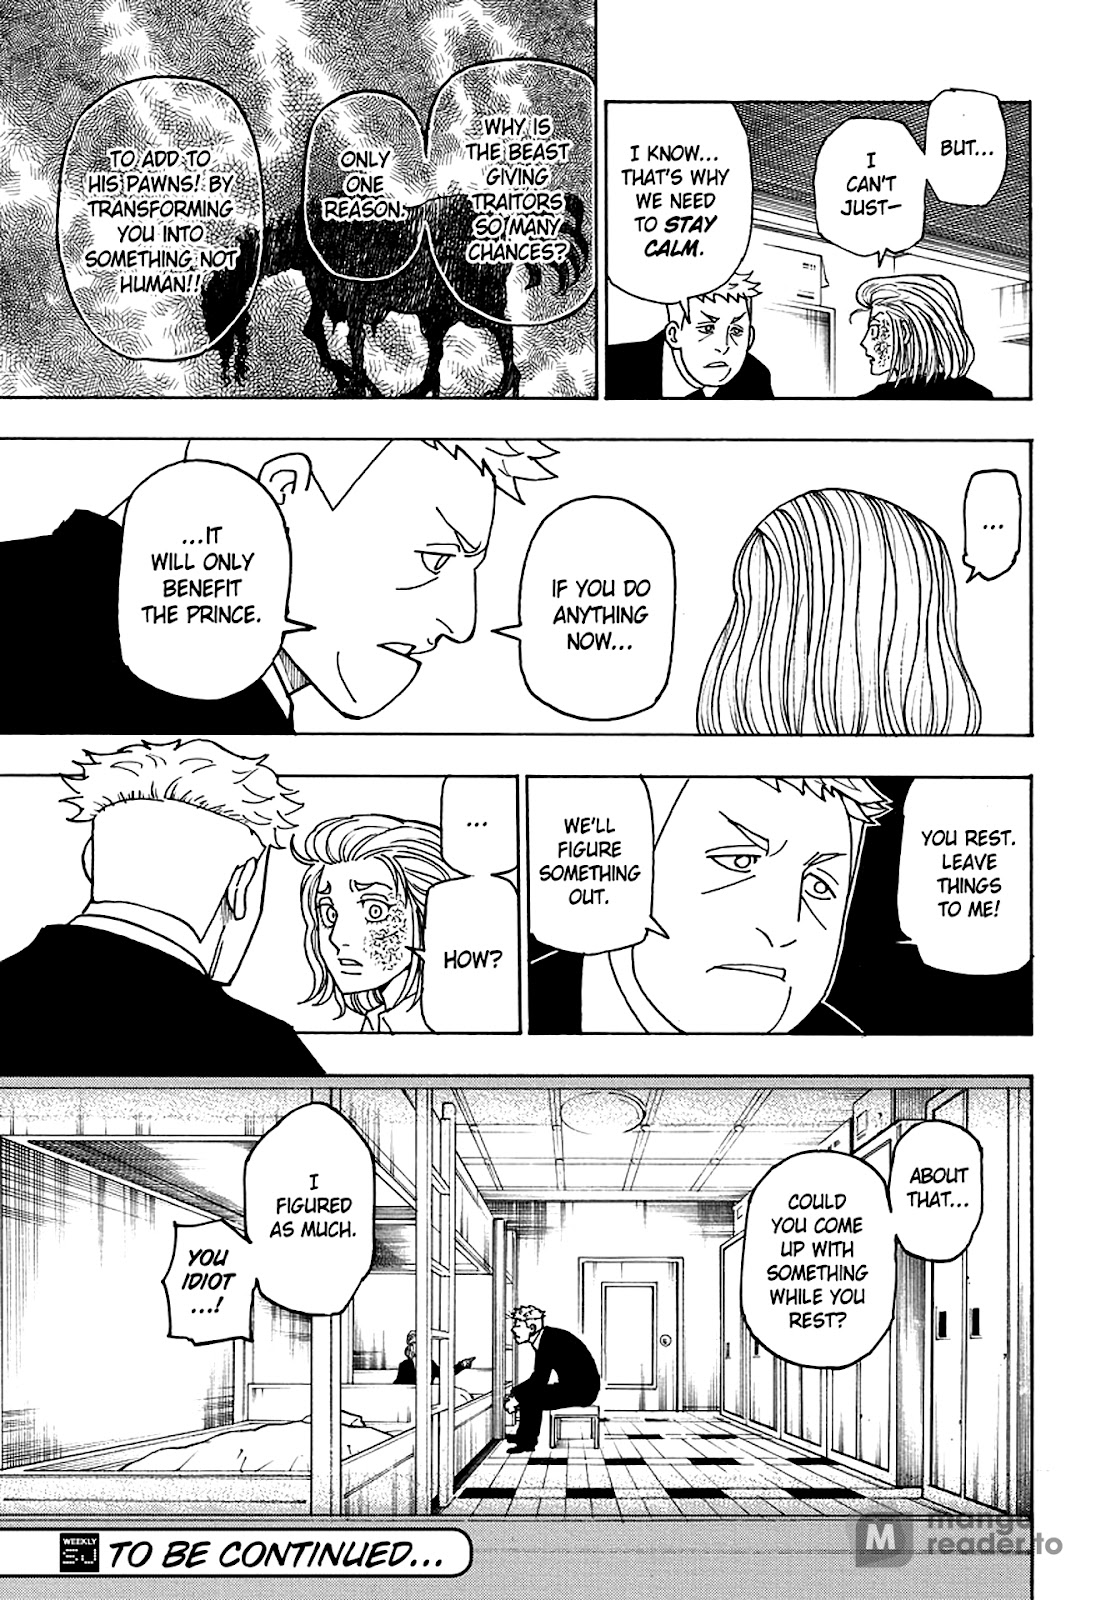 BUT...
I
CAN'T
JUST–
I KNOW...
THAT'S WHY
WE NEED
TO STAY
CALM.
WHY IS
THE BEAST
GIVING
TRAITORS
SO MANY
CHANCES?
ONLY
ONE
REASON.
TO ADD TO
HIS PAWNS! BY
TRANSFORMING
YOU INTO
SOMETHING NOT
HUMAN!!
...
IF YOU DO
ANYTHING
NOW...
...IT
WILL ONLY
BENEFIT
THE PRINCE.
YOU REST.
LEAVE
THINGS
TO ME!
WE'LL
FIGURE
SOMETHING
OUT.
...
HOW?
ABOUT
THAT...
COULD
YOU COME
UP WITH
SOMETHING
WHILE YOU
REST?
I
FIGURED
AS MUCH.
YOU
IDIOT
...!
WEEKLY
SJ
TO BE CONTINUED...
manga
reader.to